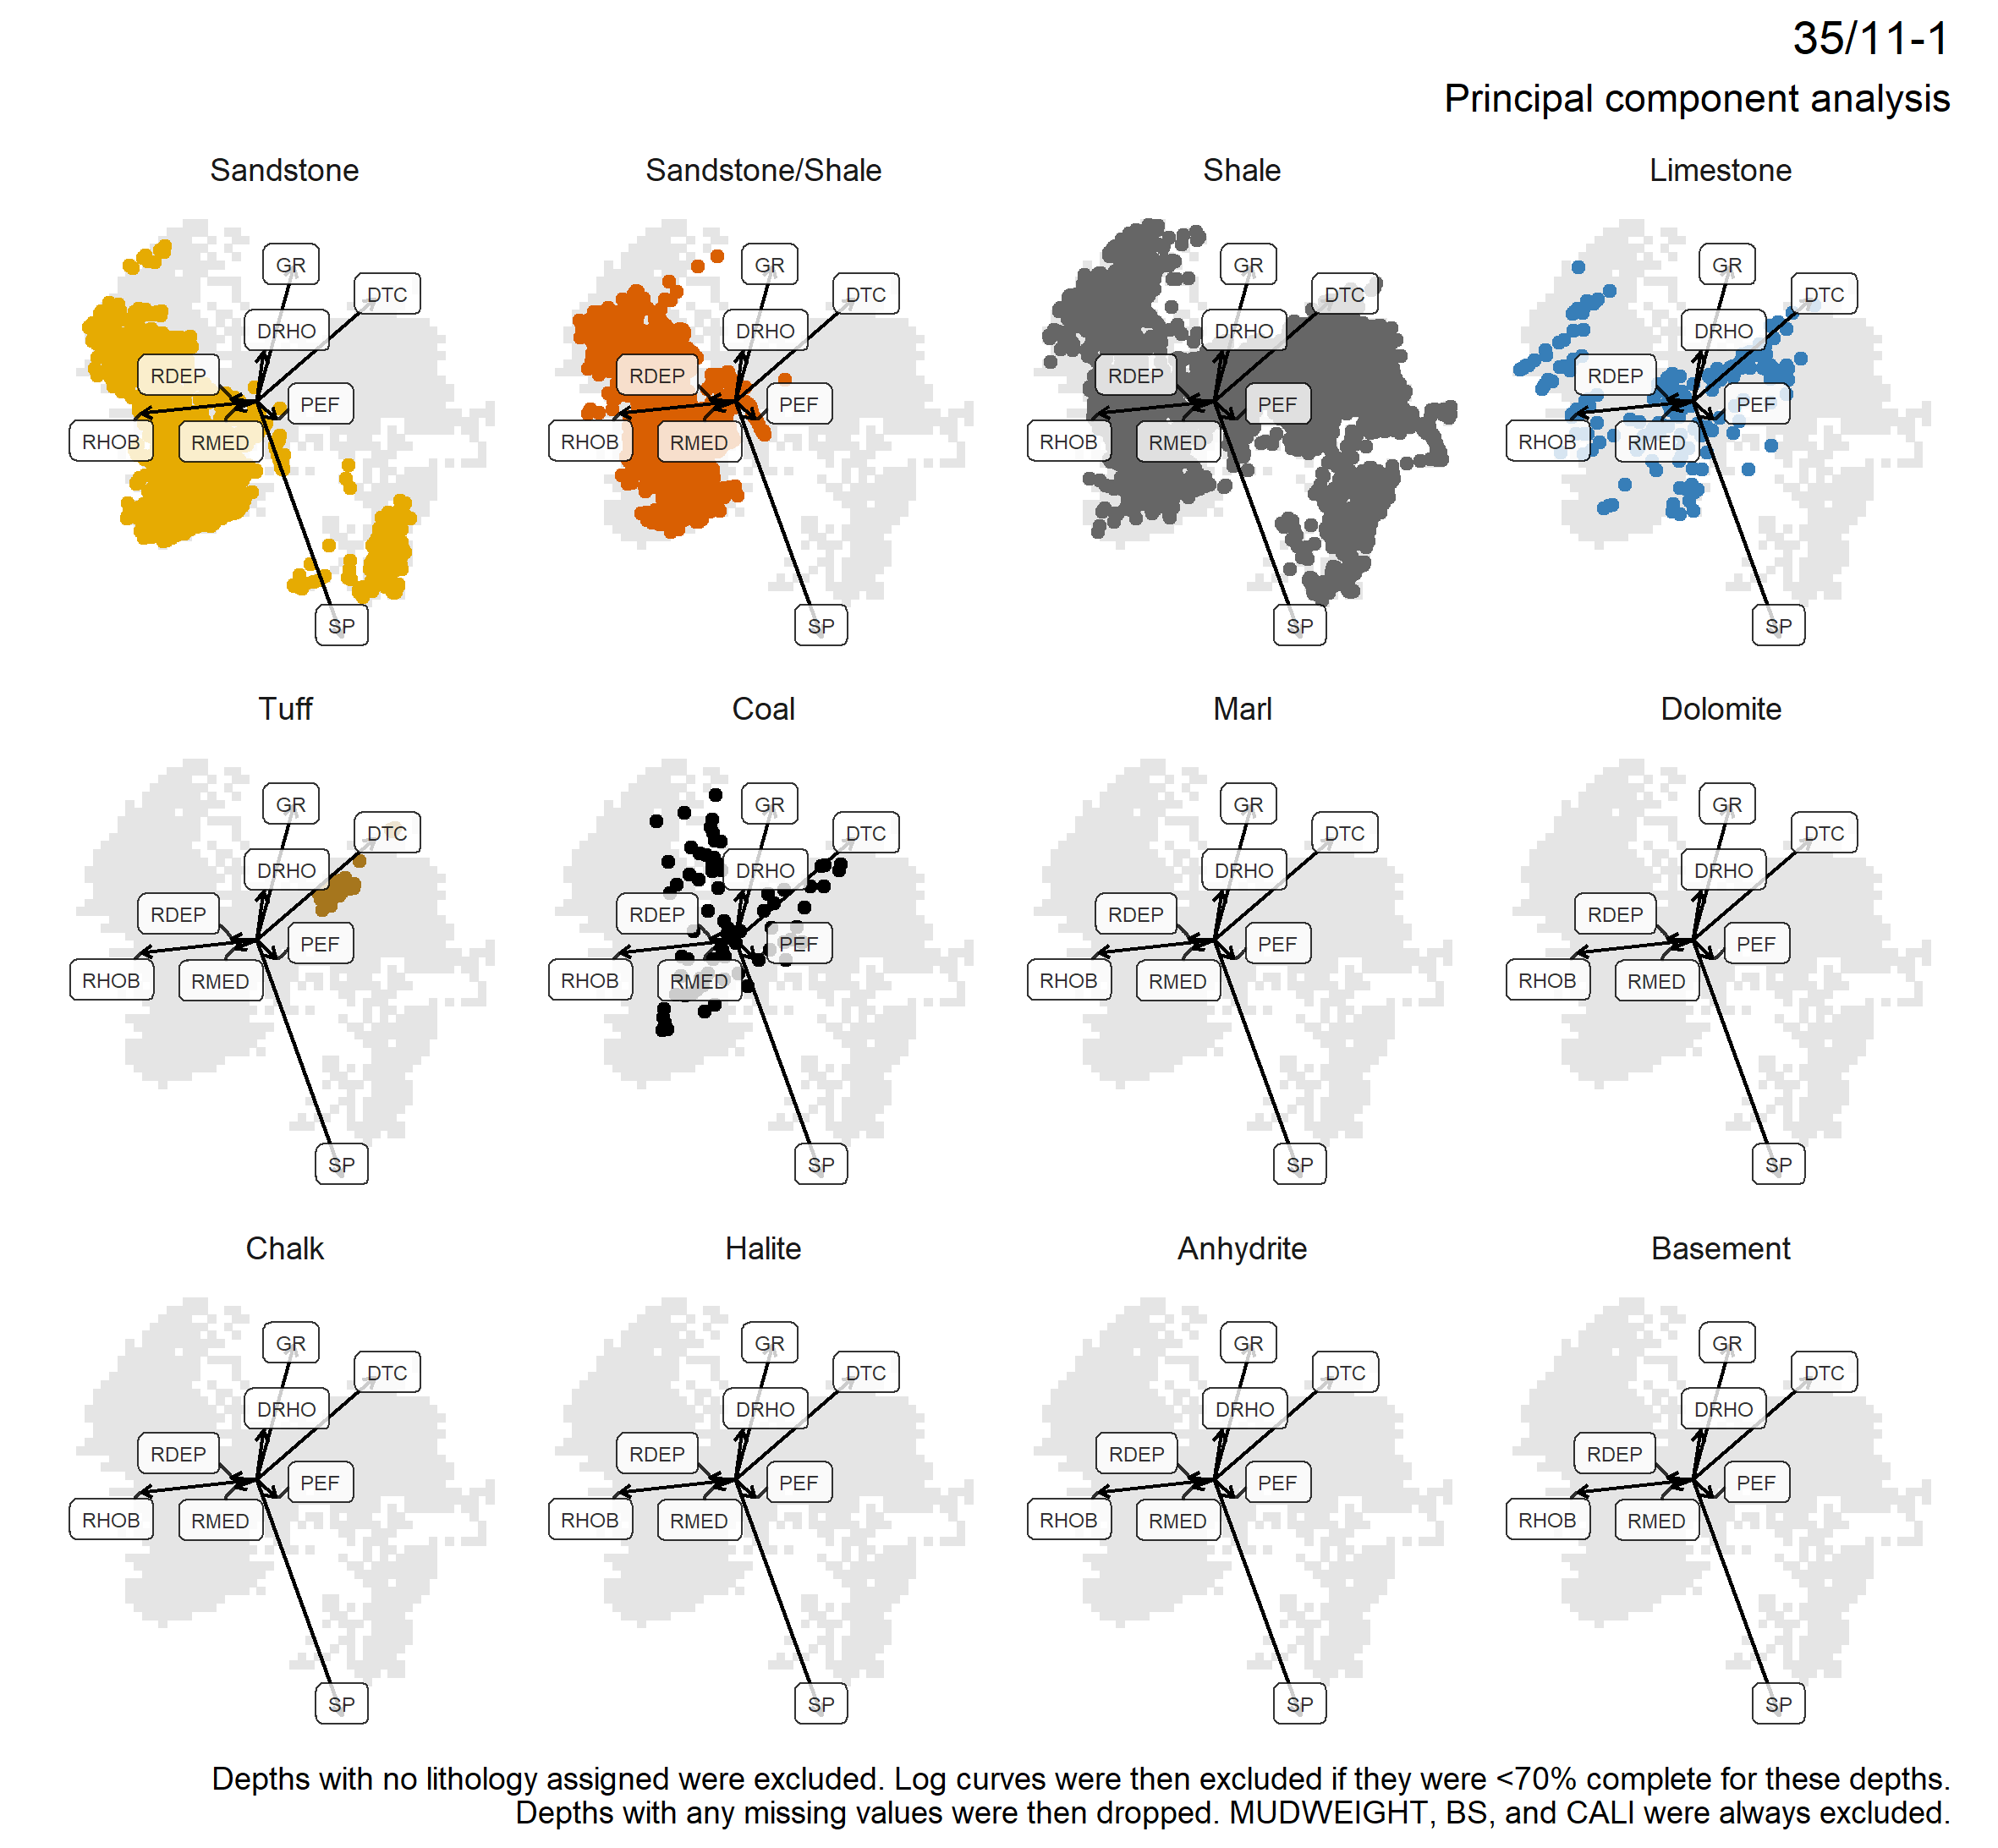 35/11-1
Principal component analysis
Sandstone
GR
DTC
DRHO
RDEP
PEF
RHOB
RMED
SP
Sandstone/Shale
GR
DTC
DRHO
RDEP
PEF
RHOB
RMED
SP
Shale
GR
DTC
DRHO
RDEP
PEF
RHOB
RMED
SP
Limestone
GR
DTC
DRHO
RDEP
PEF
RHOB
RMED
SP
Tuff
GR
DTC
DRHO
RDEP
PEF
RHOB
RMED
SP
Coal
GR
DTC
DRHO
RDEP
PEF
RHOB
RMED
SP
Marl
GR
DTC
DRHO
RDEP
PEF
RHOB
RMED
SP
Dolomite
GR
DTC
DRHO
RDEP
PEF
RHOB
RMED
SP
Chalk
GR
DTC
DRHO
RDEP
PEF
RHOB
RMED
SP
Halite
GR
DTC
DRHO
RDEP
PEF
RHOB
RMED
SP
Anhydrite
GR
DTC
DRHO
RDEP
PEF
RHOB
RMED
SP
Basement
GR
DTC
DRHO
RDEP
PEF
RHOB
RMED
SP
Depths with no lithology assigned were excluded. Log curves were then excluded if they were <70% complete for these depths.
Depths with any missing values were then dropped. MUDWEIGHT, BS, and CALI were always excluded.